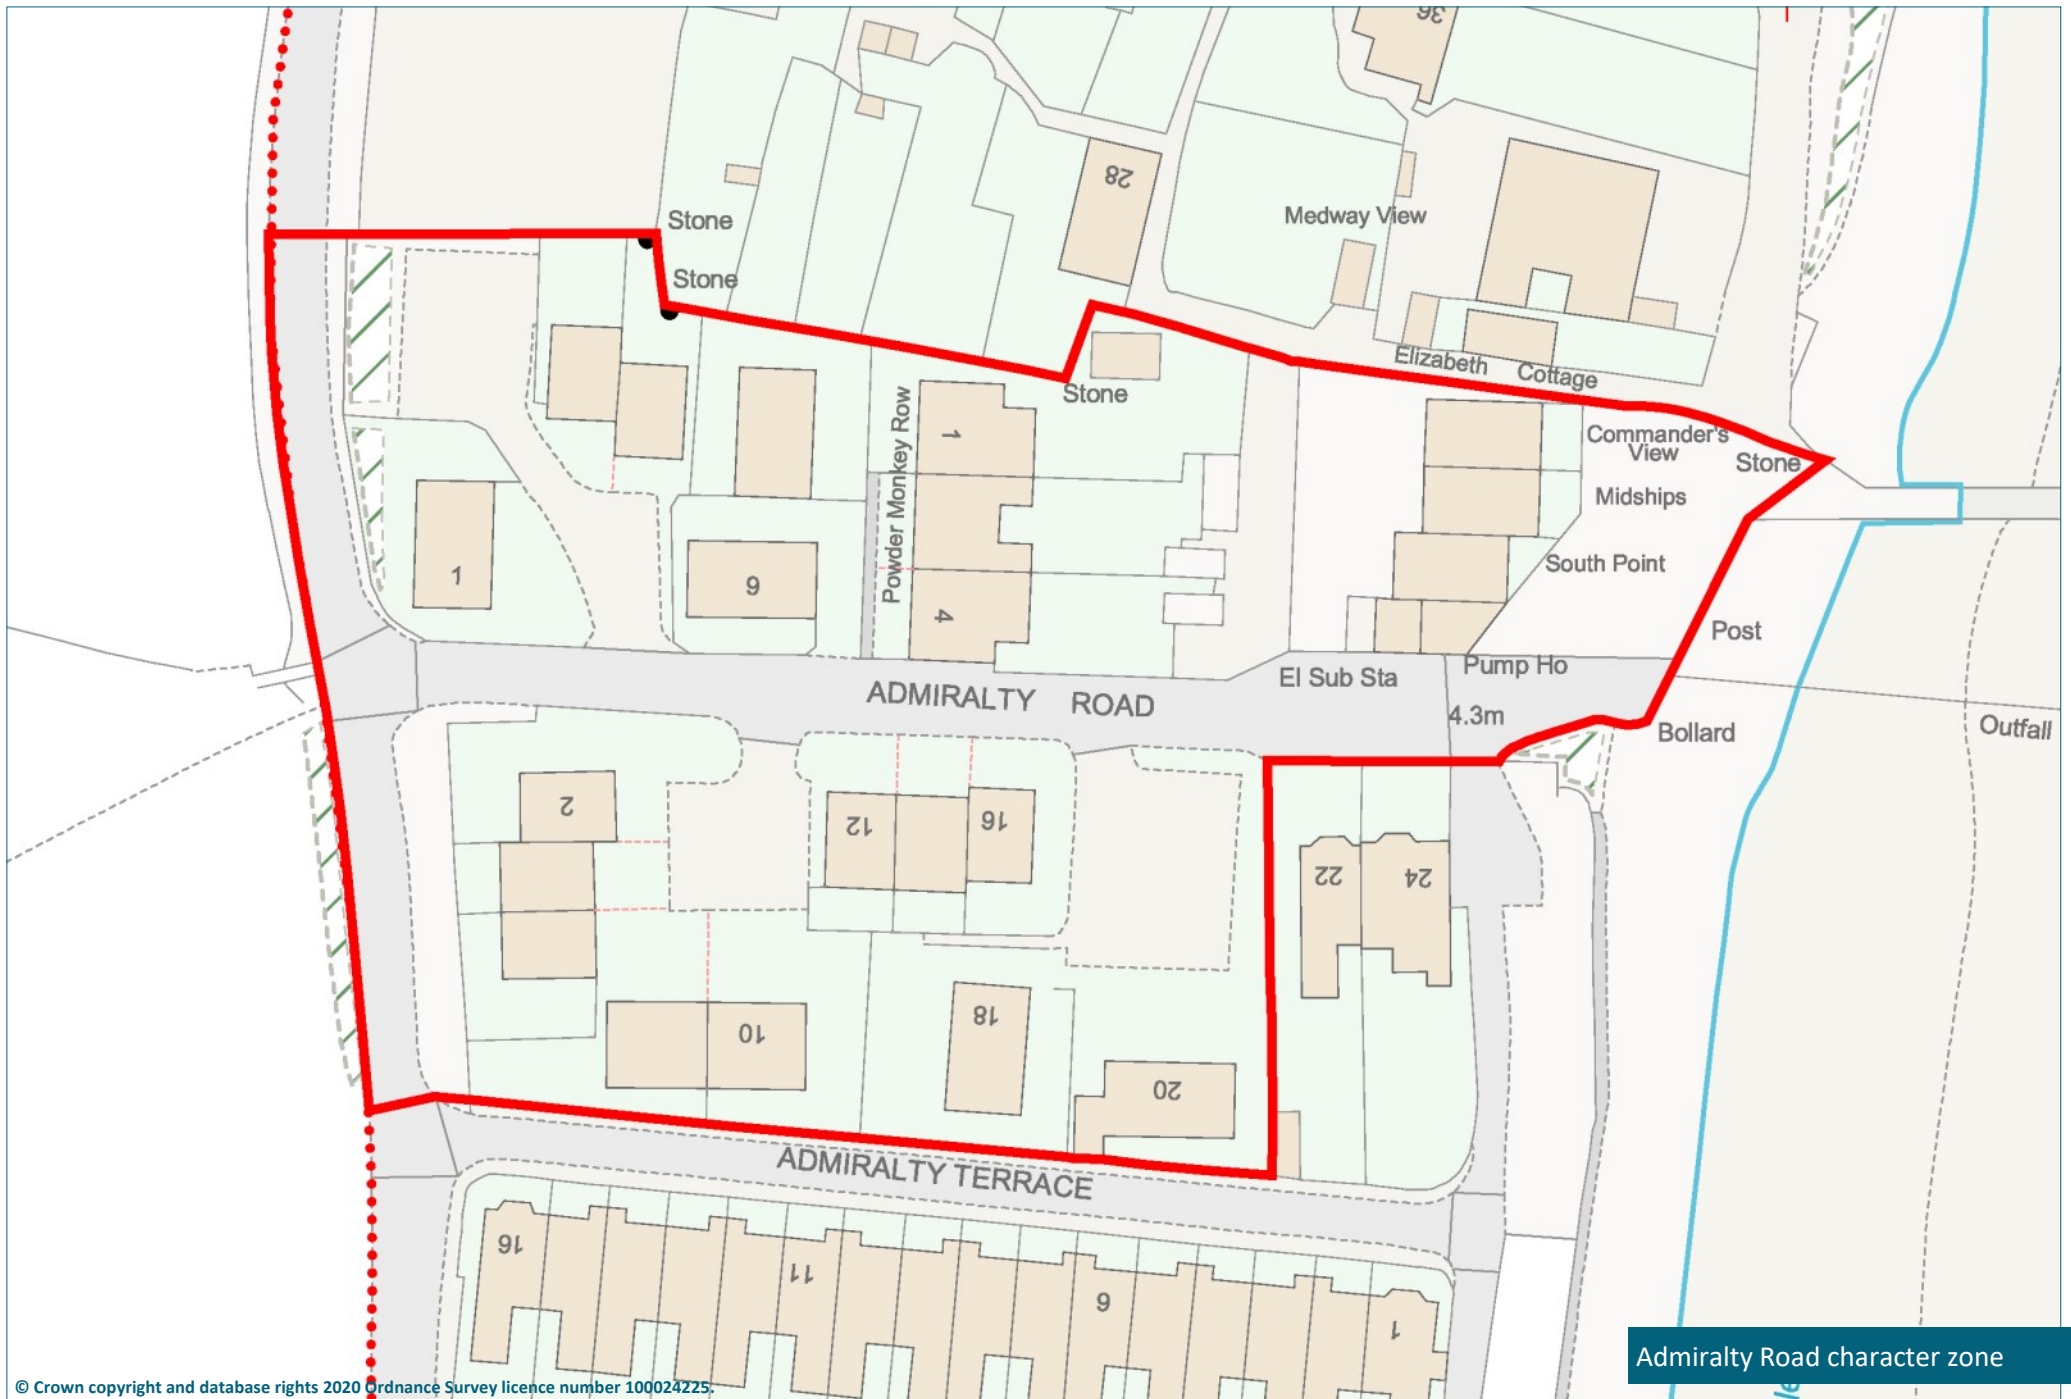 36
28
Stone
Medway View
Stone
Elizabeth
Cottage
Stone
Powder Monkey Row
1
Commander's
View
Stone
Midships
1
9
4
South Point
Post
El Sub Sta
Pump Ho
ADMIRALTY ROAD
4.3m
Bollard
Outfall
2
12
16
22
24
10
18
20
ADMIRALTY TERRACE
16
11
6
1
Admiralty Road character zone
© Crown copyright and database rights 2020 Ordnance Survey licence number 100024225.